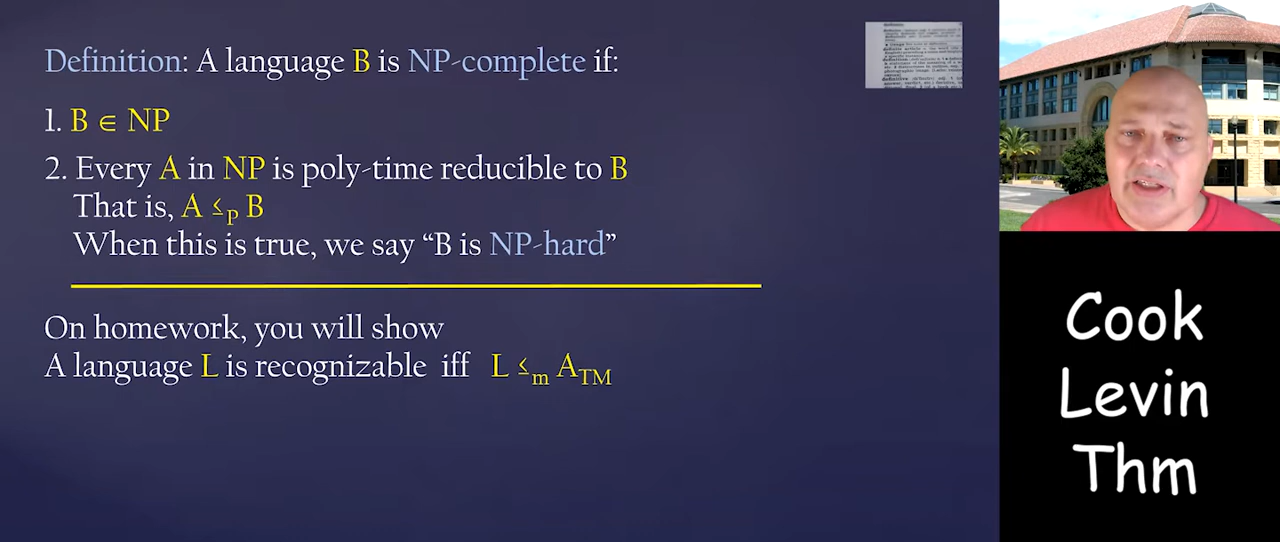 Definition: A language B is NP-complete if:
1. B ∈ NP
2. Every A in NP is poly-time reducible to B
That is, A ≤p B
When this is true, we say “B is NP-hard”
On homework, you will show
A language L is recognizable iff L ≤m ATM
Cook
Levin
Thm